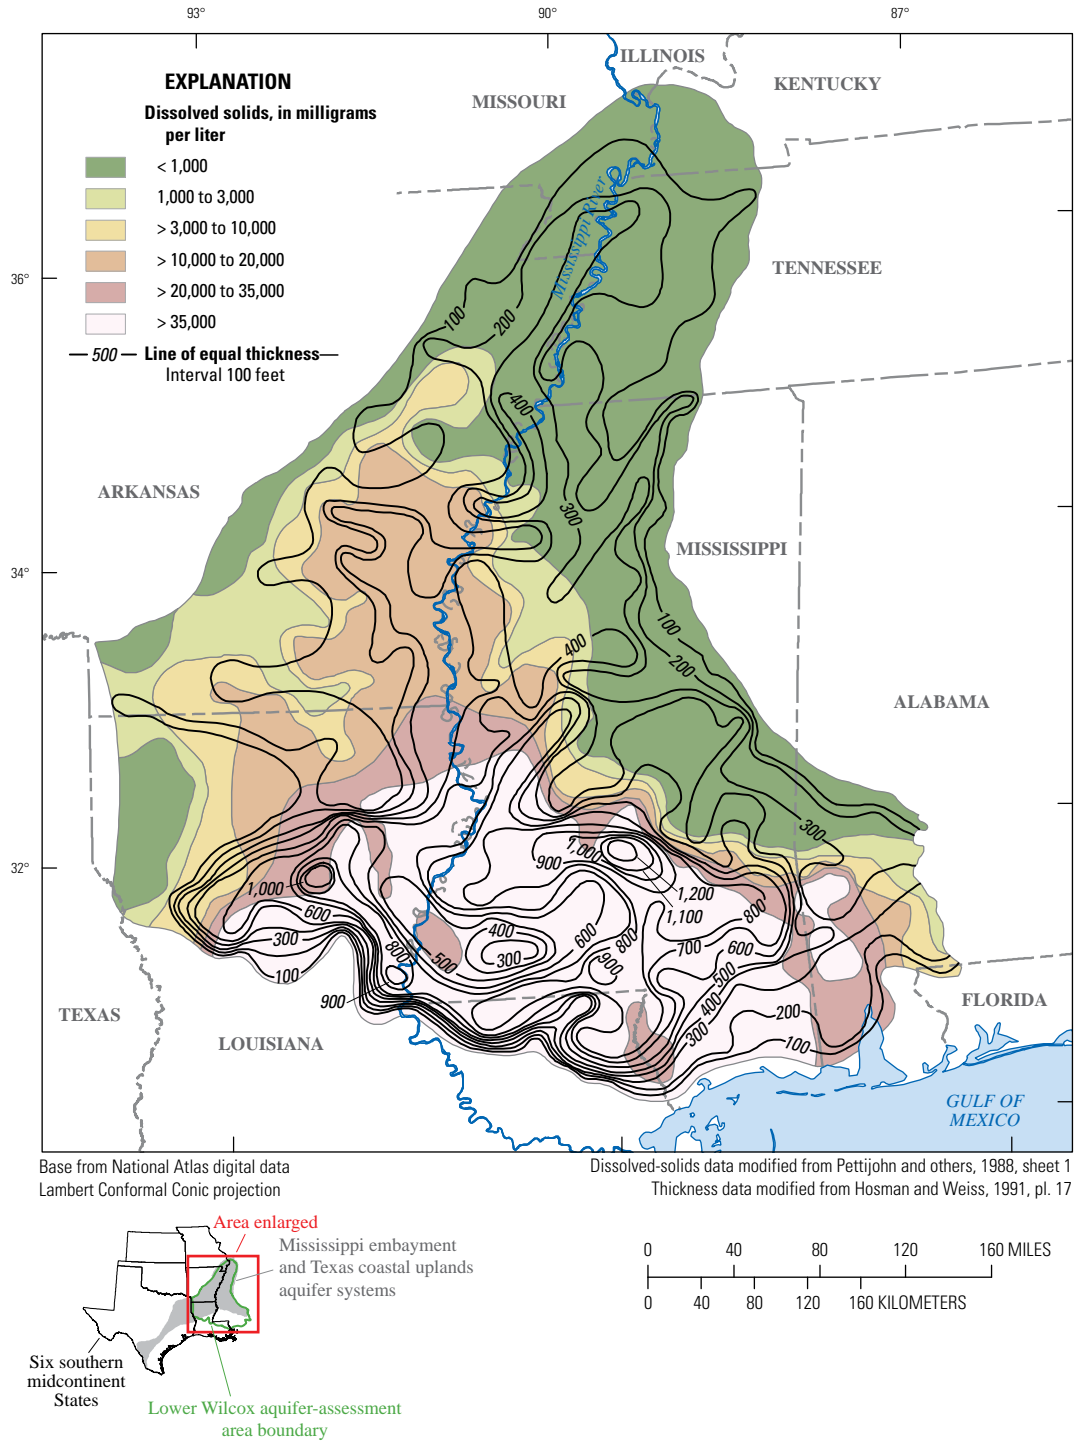 93°
90°
87°
ILLINOIS
KENTUCKY
MISSOURI
EXPLANATION
Dissolved solids, in milligrams
per liter
< 1,000
1,000 to 3,000
> 3,000 to 10,000
> 10,000 to 20,000
> 20,000 to 35,000
> 35,000
500
Line of equal thickness—
Interval 100 feet
Mississippi River
TENNESSEE
36°
100
200
400
ARKANSAS
300
MISSISSIPPI
34°
100
400
200
ALABAMA
300
32°
1,000
900
1,000
1,200
1,100
800
600
400
600
800
300
300
800
500
700
600
900
500
100
900
400
300
200
100
TEXAS
LOUISIANA
FLORIDA
GULF OF
MEXICO
Base from National Atlas digital data
Lambert Conformal Conic projection
Dissolved-solids data modified from Pettijohn and others, 1988, sheet 1
Thickness data modified from Hosman and Weiss, 1991, pl. 17
Area enlarged
Mississippi embayment
and Texas coastal uplands
aquifer systems
Six southern
midcontinent
States
Lower Wilcox aquifer-assessment
area boundary
0 40 80 120 160 MILES
0 40 80 120 160 KILOMETERS